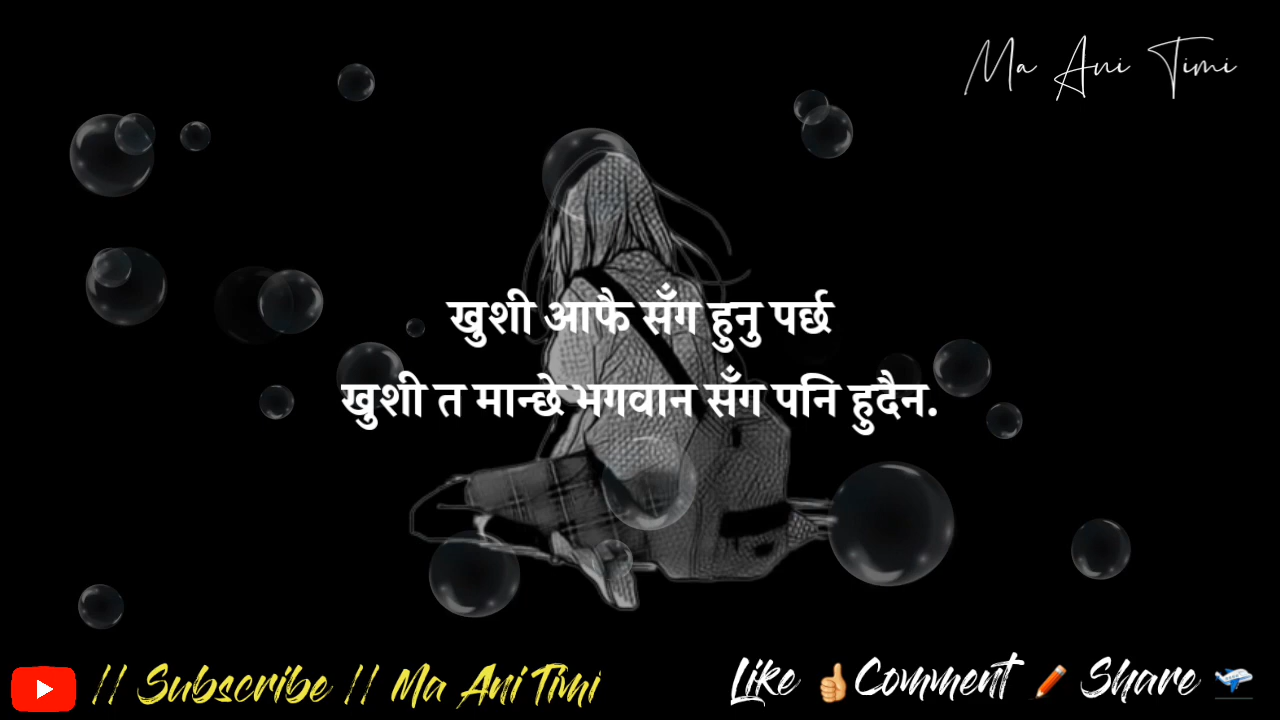 Ma Ani Timi
खुशी आफै सँग हुनु पर्छ
खुशी त मान्छे भगवान सँग पनि हुदैन.
// Subscribe // Ma Ani Timi
Like 👍 Comment ✏️ Share 🛫